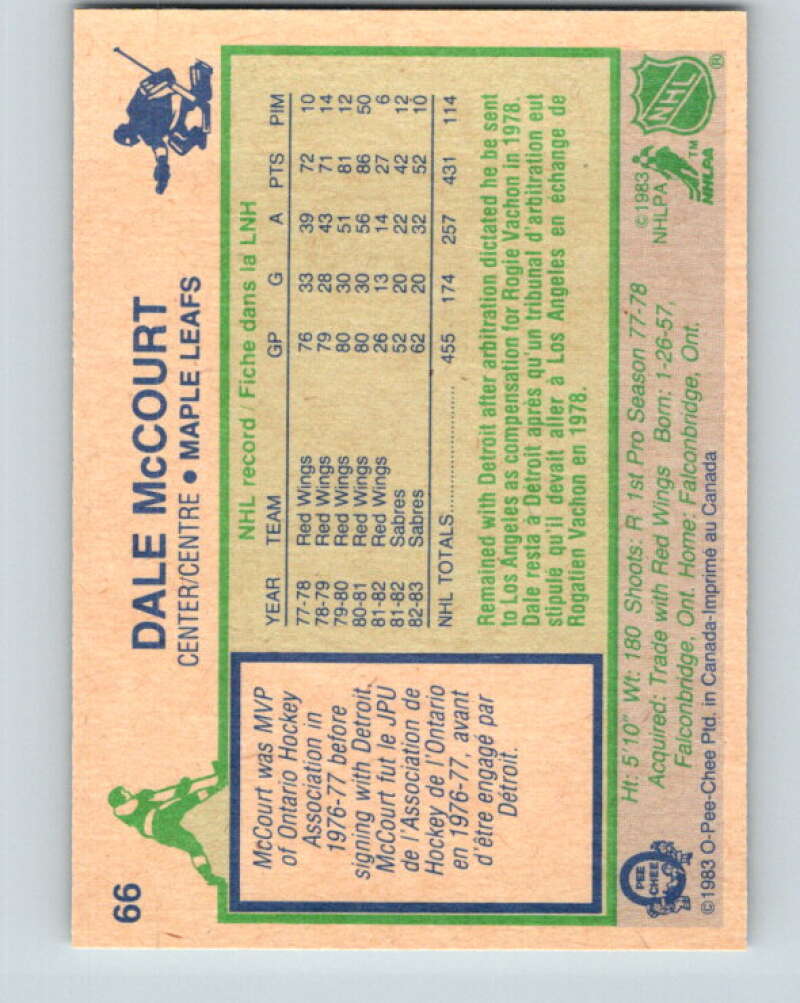 66
DALE McCOURT
CENTER/CENTRE • MAPLE LEAFS
McCourt was MVP
of Ontario Hockey
Association in
1976-77 before
signing with Detroit.
McCourt fut le JPU
de l'Association de
Hockey de l'Ontario
en 1976-77, avant
d'être engagé par
Détroit.
NHL record / Fiche dans la LNH
YEAR TEAM GP G A PTS PIM
77-78 Red Wings 76 33 39 72 10
78-79 Red Wings 79 28 43 71 14
79-80 Red Wings 80 30 51 81 12
80-81 Red Wings 80 30 56 86 50
81-82 Red Wings 26 13 14 27 6
81-82 Sabres 52 20 22 42 12
82-83 Sabres 62 20 32 52 10
NHL TOTALS.................... 455 174 257 431 114
Remained with Detroit after arbitration dictated he be sent
to Los Angeles as compensation for Rogie Vachon in 1978.
Dale resta à Détroit après qu'un tribunal d'arbitration eut
stipulé qu'il devait aller à Los Angeles en échange de
Rogatien Vachon en 1978.
Ht: 5'10" Wt: 180 Shoots: R 1st Pro Season 77-78
Acquired: Trade with Red Wings Born: 1-26-57,
Falconbridge, Ont. Home: Falconbridge, Ont.
©1983 O-Pee-Chee Ptd. in Canada-Imprimé au Canada
O
PEE
CHEE
©1983
NHLPA
NHLPA
TM
NHL
®